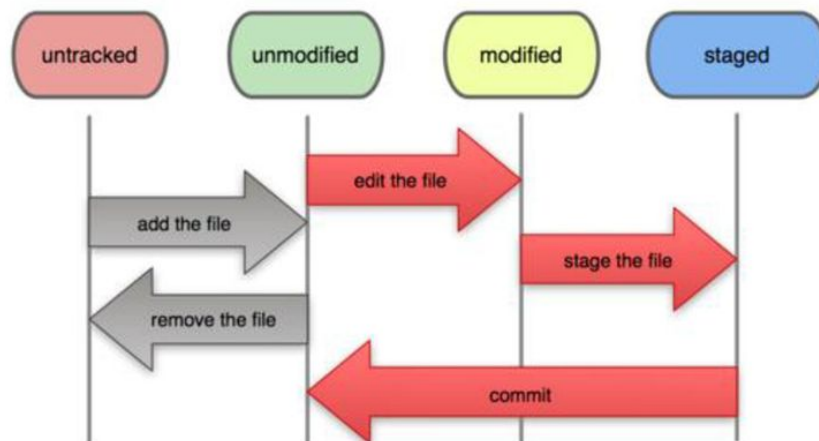 untracked
unmodified
modified
staged
edit the file
add the file
stage the file
remove the file
commit